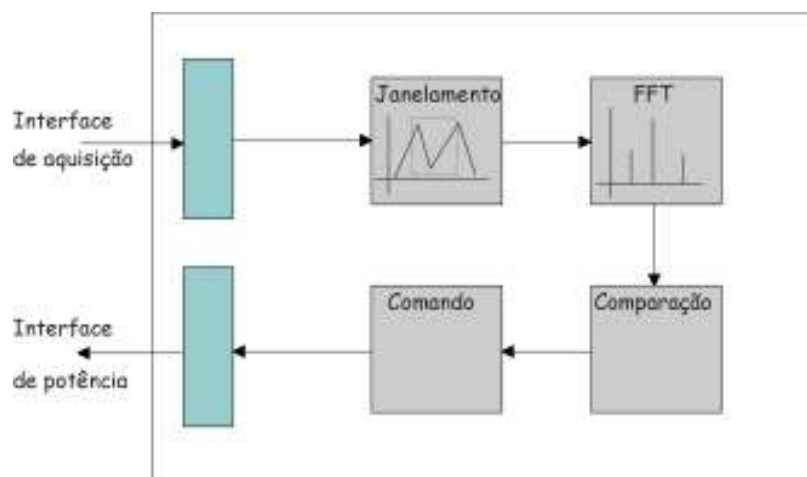 Interface
de aquisição
Janelamento
FFT
Comando
Comparação
Interface
de potência